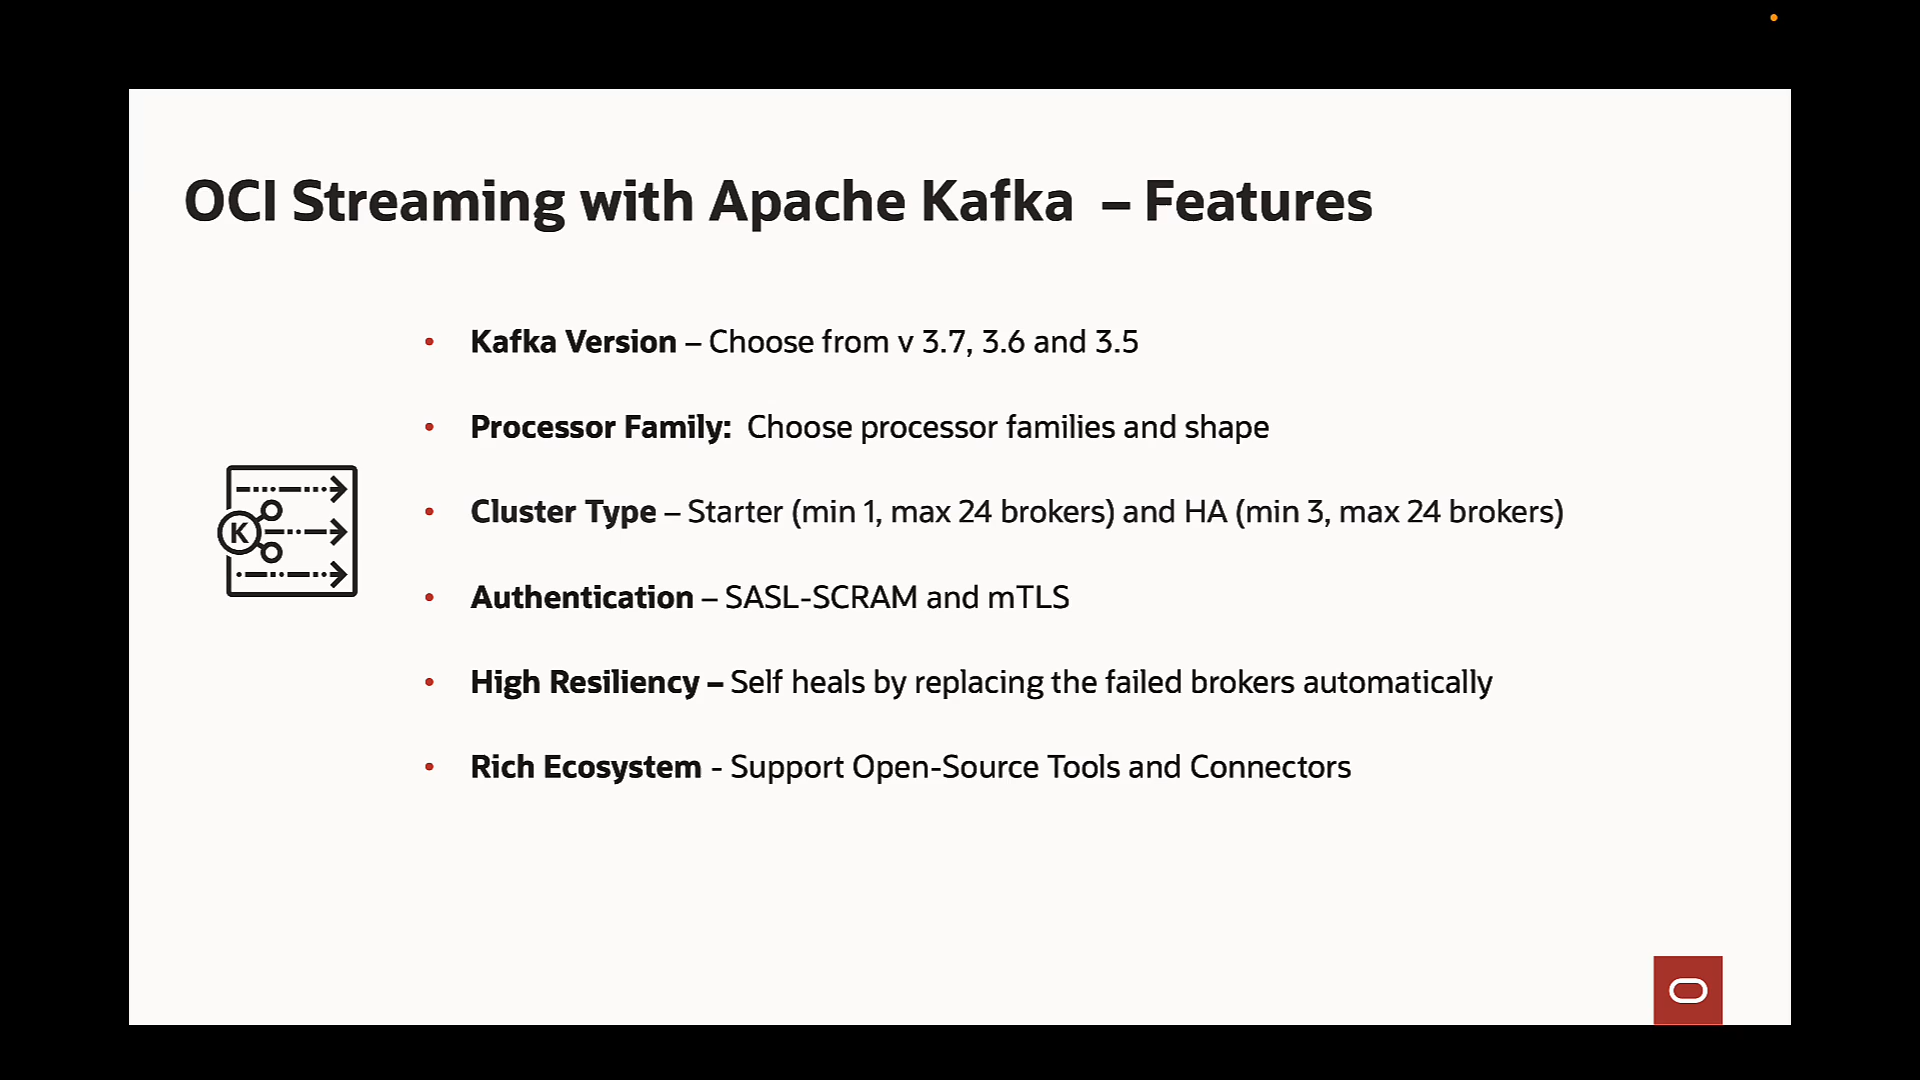 OCI Streaming with Apache Kafka – Features
• Kafka Version – Choose from v 3.7, 3.6 and 3.5
• Processor Family: Choose processor families and shape
• Cluster Type – Starter (min 1, max 24 brokers) and HA (min 3, max 24 brokers)
K
• Authentication – SASL-SCRAM and mTLS
• High Resiliency – Self heals by replacing the failed brokers automatically
• Rich Ecosystem - Support Open-Source Tools and Connectors